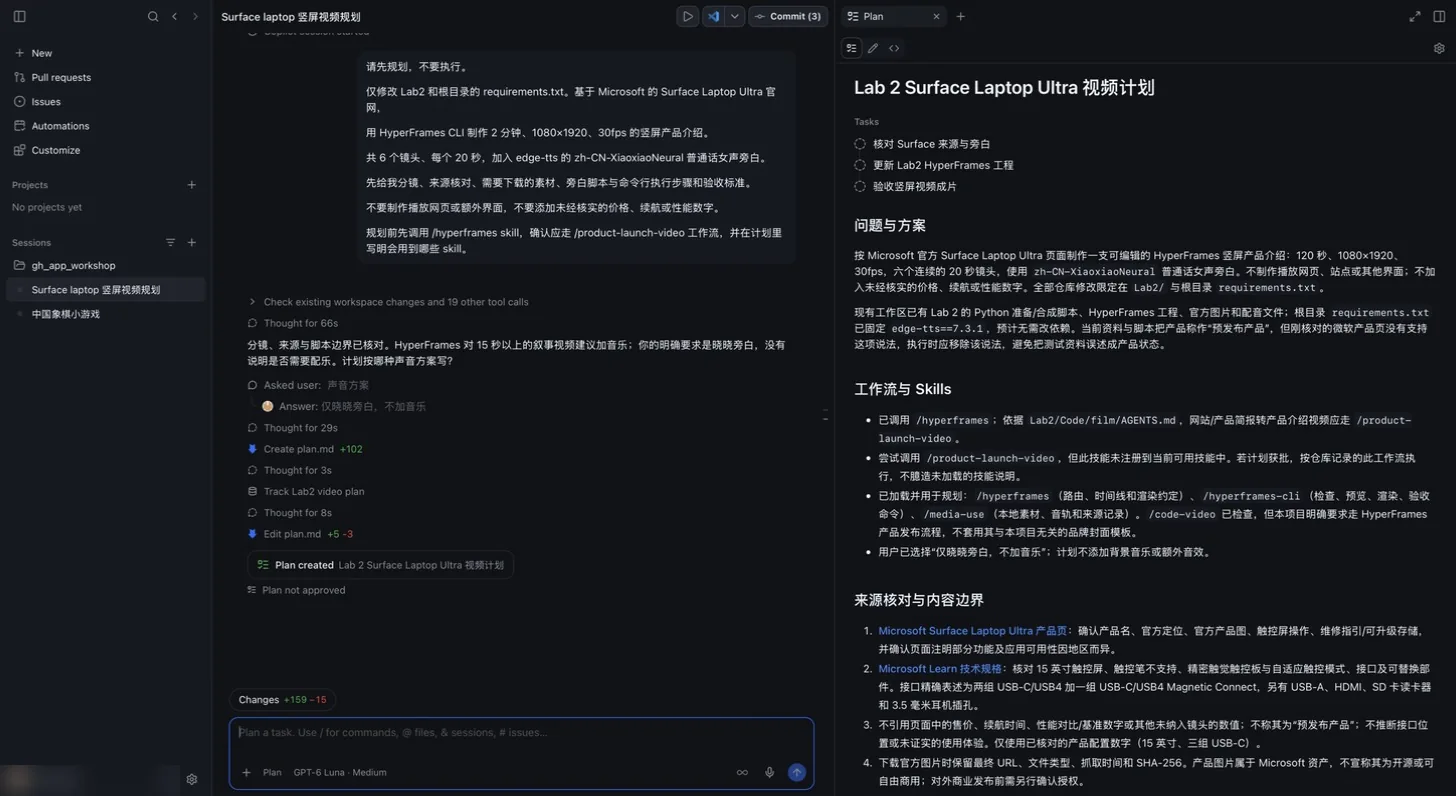 Surface laptop 竖屏视频规划
Commit (3)
New
Pull requests
Issues
Automations
Customize
Projects
No projects yet
Sessions
gh_app_workshop
Surface laptop 竖屏视频规划
中国象棋小游戏
请先规划，不要执行。
仅修改 Lab2 和根目录的 requirements.txt。基于 Microsoft 的 Surface Laptop Ultra 官
网，
用 HyperFrames CLI 制作 2 分钟、1080×1920、30fps 的竖屏产品介绍。
共 6 个镜头、每个 20 秒，加入 edge-tts 的 zh-CN-XiaoxiaoNeural 普通话女声旁白。
先给我分镜、来源核对、需要下载的素材、旁白脚本与命令行执行步骤和验收标准。
不要制作播放网页或额外界面，不要添加未经核实的价格、续航或性能数字。
规划前先调用 /hyperframes skill，确认应走 /product-launch-video 工作流，并在计划里
写明会用到哪些 skill。
Check existing workspace changes and 19 other tool calls
Thought for 66s
分镜、来源与脚本边界已核对。HyperFrames 对 15 秒以上的叙事视频建议加音乐；你的明确要求是晓晓旁白，没有
说明是否需要配乐。计划按哪种声音方案写？
Asked user: 声音方案
Answer: 仅晓晓旁白，不加音乐
Thought for 29s
Create plan.md +102
Thought for 3s
Track Lab2 video plan
Thought for 8s
Edit plan.md +5 -3
Plan created Lab 2 Surface Laptop Ultra 视频计划
Plan not approved
Changes +159 −15
Plan a task. Use / for commands, @ files, & sessions, # issues...
Plan GPT-6 Luna · Medium
Plan
Lab 2 Surface Laptop Ultra 视频计划
Tasks
核对 Surface 来源与旁白
更新 Lab2 HyperFrames 工程
验收竖屏视频成片
问题与方案
按 Microsoft 官方 Surface Laptop Ultra 页面制作一支可编辑的 HyperFrames 竖屏产品介绍：120 秒、1080×1920、
30fps，六个连续的 20 秒镜头，使用 zh-CN-XiaoxiaoNeural 普通话女声旁白。不制作播放网页、站点或其他界面；不加
入未经核实的价格、续航或性能数字。全部仓库修改限定在 Lab2/ 与根目录 requirements.txt 。
现有工作区已有 Lab 2 的 Python 准备/合成脚本、HyperFrames 工程、官方图片和配音文件；根目录 requirements.txt
已固定 edge-tts==7.3.1 ，预计无需改依赖。当前资料与脚本把产品称作“预发布产品”，但刚核对的微软产品页没有支持
这项说法，执行时应移除该说法，避免把测试资料误述成产品状态。
工作流与 Skills
• 已调用 /hyperframes ；依据 Lab2/Code/film/AGENTS.md ，网站/产品简报转产品介绍视频应走 /product-
launch-video 。
• 尝试调用 /product-launch-video ，但此技能未注册到当前可用技能中。若计划获批，按仓库记录的此工作流执
行，不臆造未加载的技能说明。
• 已加载并用于规划： /hyperframes （路由、时间线和渲染约定）、 /hyperframes-cli （检查、预览、渲染、验收
命令）、 /media-use （本地素材、音轨和来源记录）。 /code-video 已检查，但本项目明确要求走 HyperFrames
产品发布流程，不套用其与本项目无关的品牌封面模板。
• 用户已选择“仅晓晓旁白，不加音乐”；计划不添加背景音乐或额外音效。
来源核对与内容边界
1. Microsoft Surface Laptop Ultra 产品页：确认产品名、官方定位、官方产品图、触控屏操作、维修指引/可升级存储，
并确认页面注明部分功能及应用可用性因地区而异。
2. Microsoft Learn 技术规格：核对 15 英寸触控屏、触控笔不支持、精密触觉触控板与自适应触控模式、接口及可替换部
件。接口精确表述为两组 USB-C/USB4 加一组 USB-C/USB4 Magnetic Connect，另有 USB-A、HDMI、SD 卡读卡器
和 3.5 毫米耳机插孔。
3. 不引用页面中的售价、续航时间、性能对比/基准数字或其他未纳入镜头的数值；不称其为“预发布产品”；不推断接口位
置或未证实的使用体验。仅使用已核对的产品配置数字（15 英寸、三组 USB-C）。
4. 下载官方图片时保留最终 URL、文件类型、抓取时间和 SHA-256。产品图片属于 Microsoft 资产，不宣称其为开源或可
自由商用；对外商业发布前需另行确认授权。